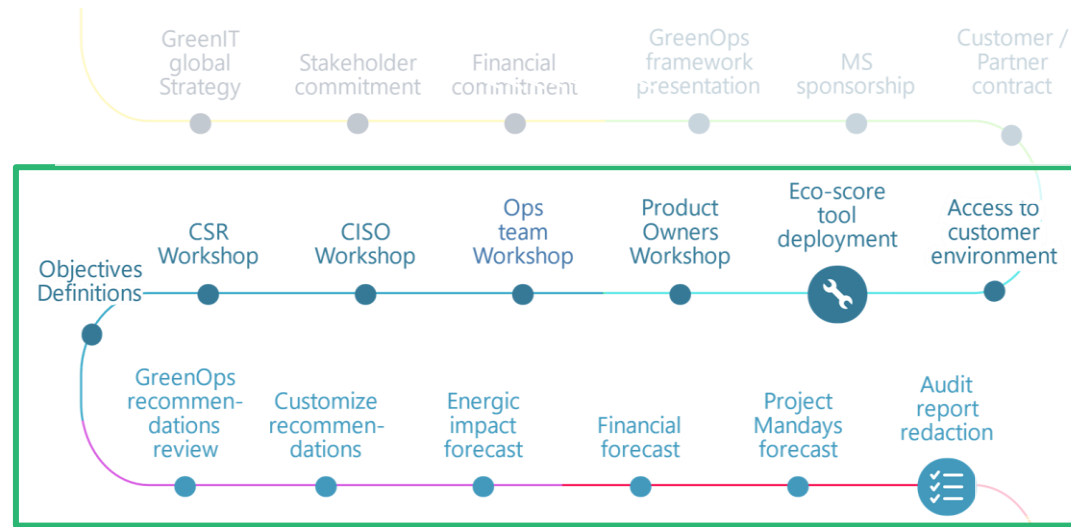 GreenIT
global
Strategy
Stakeholder
commitment
Financial
commitment
GreenOps
framework
presentation
MS
sponsorship
Customer /
Partner
contract
Objectives
Definitions
CSR
Workshop
CISO
Workshop
Ops
team
Workshop
Product
Owners
Workshop
Eco-score
tool
deployment
Access to
customer
environment
GreenOps
recommen-
dations
review
Customize
recommen-
dations
Energic
impact
forecast
Financial
forecast
Project
Mandays
forecast
Audit
report
redaction